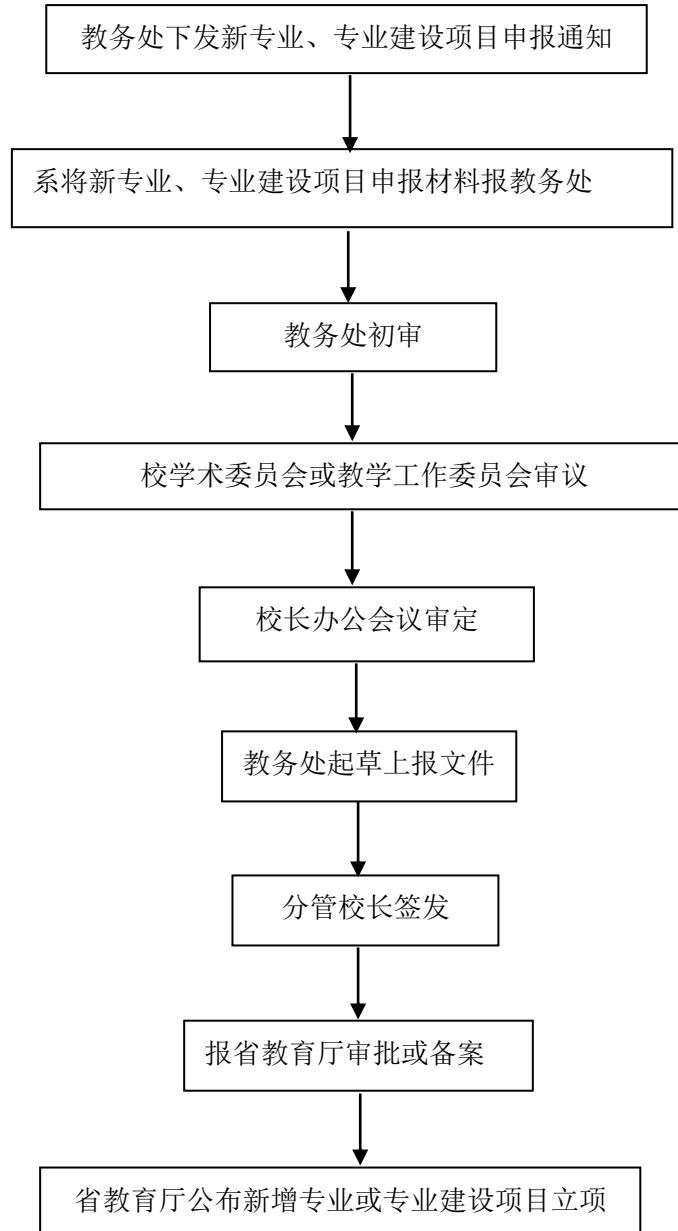 教务处下发新专业、专业建设项目申报通知
系将新专业、专业建设项目申报材料报教务处
教务处初审
校学术委员会或教学工作委员会审议
校长办公会议审定
教务处起草上报文件
分管校长签发
报省教育厅审批或备案
省教育厅公布新增专业或专业建设项目立项